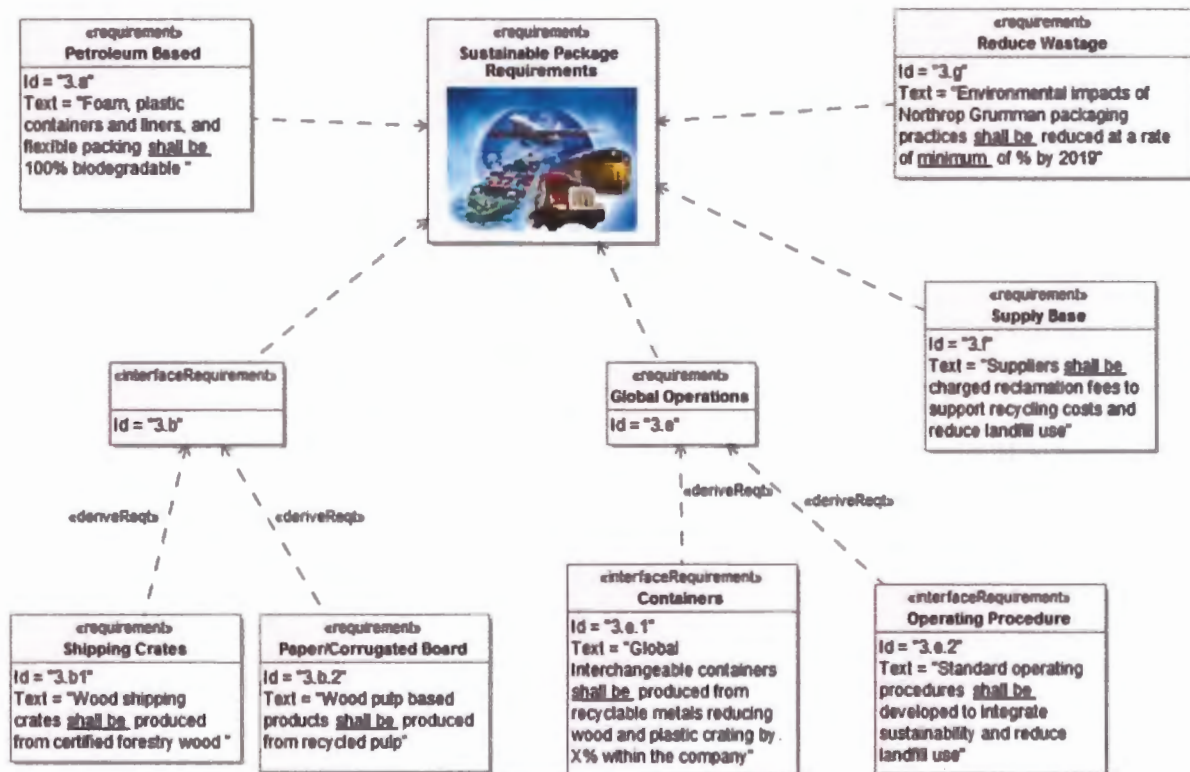 «requirement»
Petroleum Based
Id = "3.a"
Text = "Foam, plastic
containers and liners, and
flexible packing shall be
100% biodegradable "
«requirement»
Sustainable Package
Requirements
«requirement»
Reduce Wastage
Id = "3.g"
Text = "Environmental impacts of
Northrop Grumman packaging
practices shall be reduced at a rate
of minimum of % by 2019"
«requirement»
Supply Base
Id = "3.f"
Text = "Suppliers shall be
charged reclamation fees to
support recycling costs and
reduce landfill use"
«interfaceRequirement»
Id = "3.b"
«requirement»
Global Operations
Id = "3.e"
«deriveReqt»
«deriveReqt»
«deriveReqt»
«deriveReqt»
«requirement»
Shipping Crates
Id = "3.b1"
Text = "Wood shipping
crates shall be produced
from certified forestry wood "
«requirement»
Paper/Corrugated Board
Id = "3.b.2"
Text = "Wood pulp based
products shall be produced
from recycled pulp"
«interfaceRequirement»
Containers
Id = "3.e.1"
Text = "Global
Interchangeable containers
shall be produced from
recyclable metals reducing
wood and plastic crating by
X% within the company"
«interfaceRequirement»
Operating Procedure
Id = "3.e.2"
Text = "Standard operating
procedures shall be
developed to integrate
sustainability and reduce
landfill use"